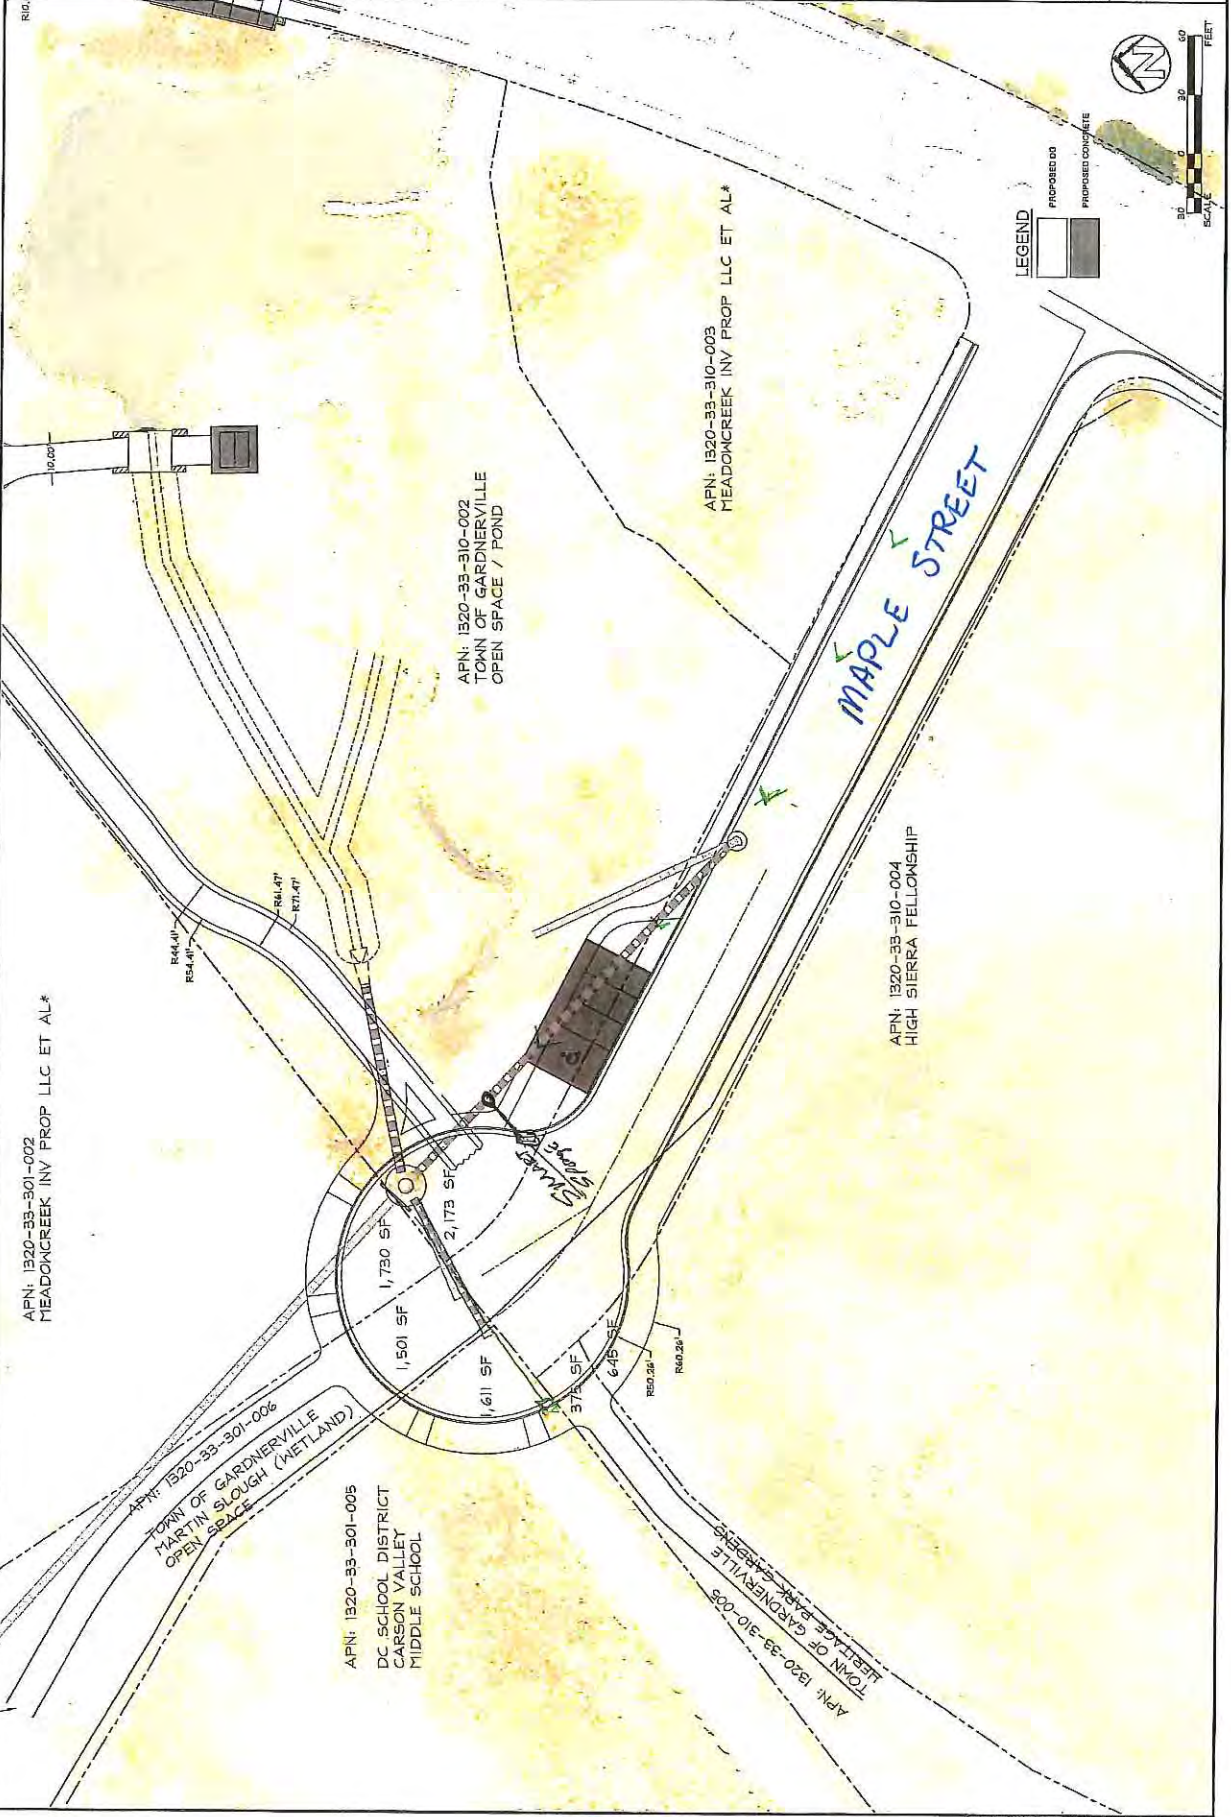 R10.
10.00'
APN: 1320-33-301-002
MEADOWCREEK INV PROP LLC ET AL*
R44.41'
R54.41'
R61.47'
R71.47'
APN: 1320-33-310-002
TOWN OF GARDNERVILLE
OPEN SPACE / POND
APN: 1320-33-310-003
MEADOWCREEK INV PROP LLC ET AL*
MAPLE STREET
LEGEND
PROPOSED DG
PROPOSED CONCRETE
N
30
0
30
60
SCALE
FEET
APN: 1320-33-310-004
HIGH SIERRA FELLOWSHIP
1,730 SF
2,173 SF
1,501 SF
1,611 SF
375 SF
645 SF
R50.26'
R60.26'
APN: 1320-33-301-006
TOWN OF GARDNERVILLE
MARTIN SLOUGH (WETLAND)
OPEN SPACE
APN: 1320-33-301-005
DC SCHOOL DISTRICT
CARSON VALLEY
MIDDLE SCHOOL
APN: 1320-33-310-005
TOWN OF GARDNERVILLE
HERITAGE PARK GARDENS